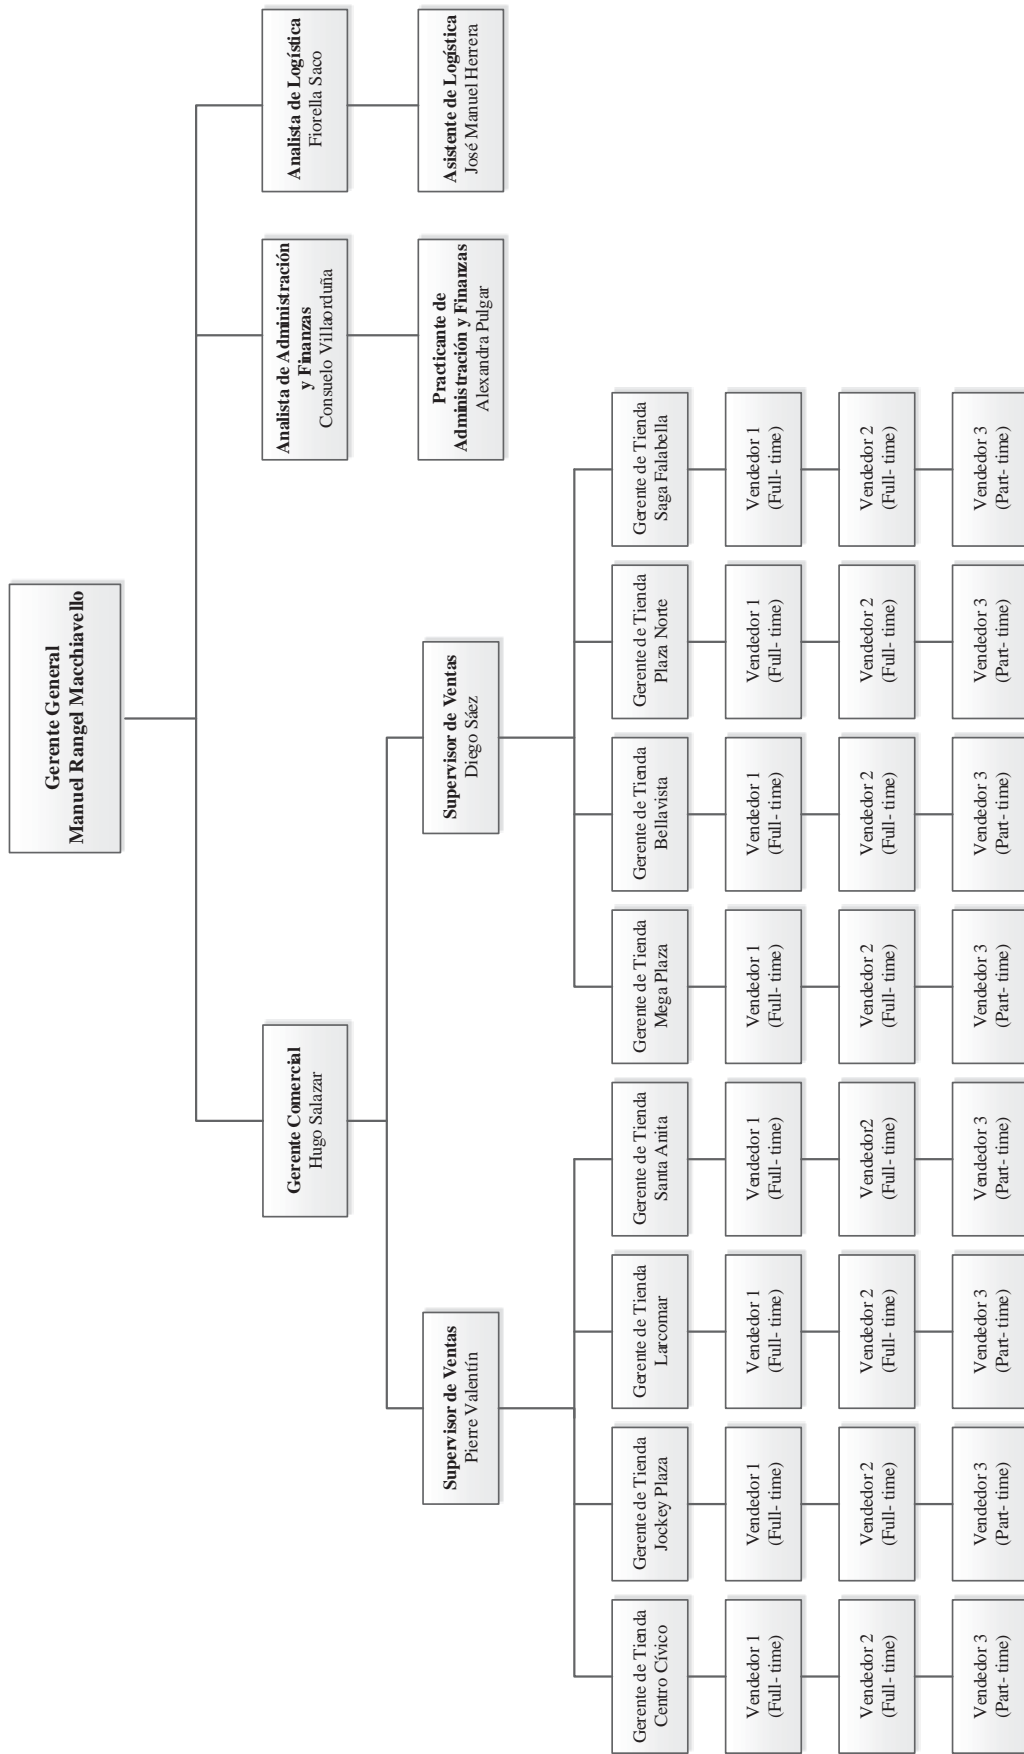 Gerente General
Manuel Rangel Macchiavello
Gerente Comercial
Hugo Salazar
Analista de Administración
y Finanzas
Consuelo Villaorduña
Analista de Logística
Fiorella Saco
Practicante de
Administración y Finanzas
Alexandra Pulgar
Asistente de Logística
José Manuel Herrera
Supervisor de Ventas
Pierre Valentín
Supervisor de Ventas
Diego Sáez
Gerente de Tienda
Centro Cívico
Gerente de Tienda
Jockey Plaza
Gerente de Tienda
Larcomar
Gerente de Tienda
Santa Anita
Gerente de Tienda
Mega Plaza
Gerente de Tienda
Bellavista
Gerente de Tienda
Plaza Norte
Gerente de Tienda
Saga Falabella
Vendedor 1
(Full- time)
Vendedor 1
(Full- time)
Vendedor 1
(Full- time)
Vendedor 1
(Full- time)
Vendedor 1
(Full- time)
Vendedor 1
(Full- time)
Vendedor 1
(Full- time)
Vendedor 1
(Full- time)
Vendedor 2
(Full- time)
Vendedor 2
(Full- time)
Vendedor 2
(Full- time)
Vendedor2
(Full- time)
Vendedor 2
(Full- time)
Vendedor 2
(Full- time)
Vendedor 2
(Full- time)
Vendedor 2
(Full- time)
Vendedor 3
(Part- time)
Vendedor 3
(Part- time)
Vendedor 3
(Part- time)
Vendedor 3
(Part- time)
Vendedor 3
(Part- time)
Vendedor 3
(Part- time)
Vendedor 3
(Part- time)
Vendedor 3
(Part- time)